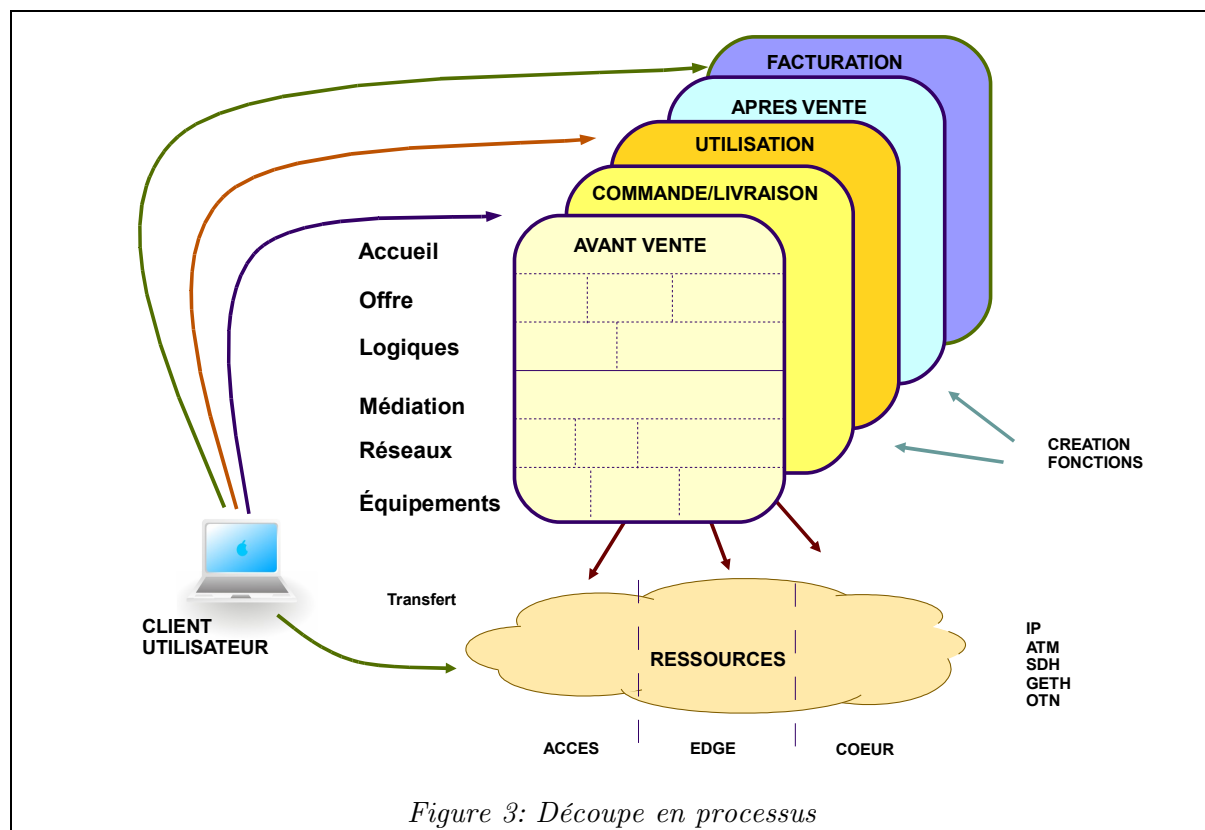 FACTURATION
APRES VENTE
UTILISATION
COMMANDE/LIVRAISON
AVANT VENTE
Accueil
Offre
Logiques
Médiation
Réseaux
Équipements
CREATION
FONCTIONS
Transfert
CLIENT
UTILISATEUR
RESSOURCES
IP
ATM
SDH
GETH
OTN
ACCES
EDGE
COEUR
Figure 3: Découpe en processus